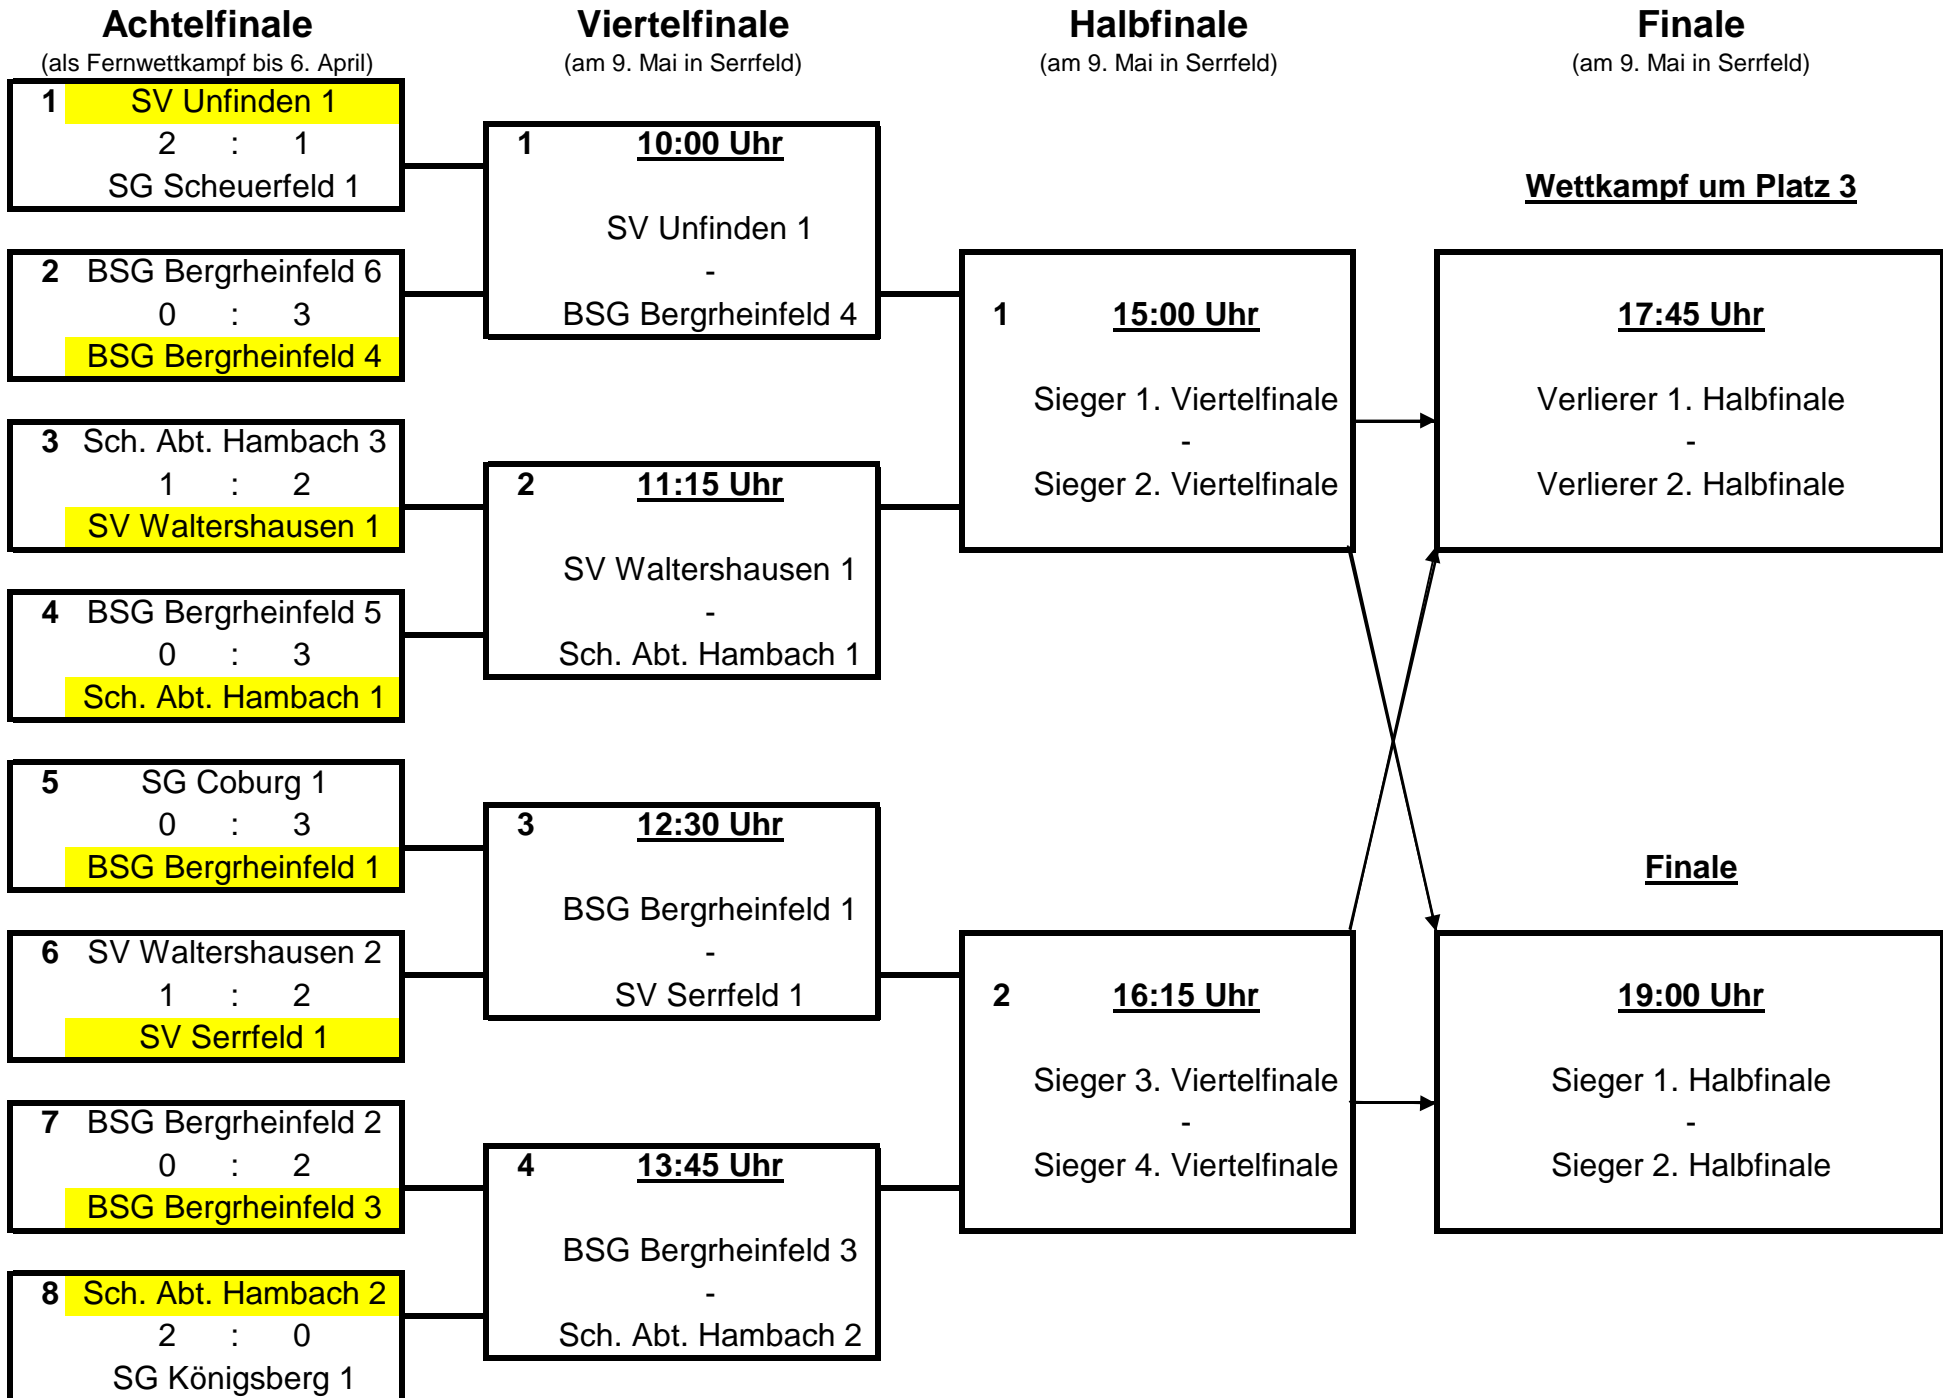 Achtelfinale
(als Fernwettkampf bis 6. April)
1 SV Unfinden 1
2 : 1
SG Scheuerfeld 1
2 BSG Bergrheinfeld 6
0 : 3
BSG Bergrheinfeld 4
3 Sch. Abt. Hambach 3
1 : 2
SV Waltershausen 1
4 BSG Bergrheinfeld 5
0 : 3
Sch. Abt. Hambach 1
5 SG Coburg 1
0 : 3
BSG Bergrheinfeld 1
6 SV Waltershausen 2
1 : 2
SV Serrfeld 1
7 BSG Bergrheinfeld 2
0 : 2
BSG Bergrheinfeld 3
8 Sch. Abt. Hambach 2
2 : 0
SG Königsberg 1
Viertelfinale
(am 9. Mai in Serrfeld)
1 10:00 Uhr
SV Unfinden 1
-
BSG Bergrheinfeld 4
2 11:15 Uhr
SV Waltershausen 1
-
Sch. Abt. Hambach 1
3 12:30 Uhr
BSG Bergrheinfeld 1
-
SV Serrfeld 1
4 13:45 Uhr
BSG Bergrheinfeld 3
-
Sch. Abt. Hambach 2
Halbfinale
(am 9. Mai in Serrfeld)
1 15:00 Uhr
Sieger 1. Viertelfinale
-
Sieger 2. Viertelfinale
2 16:15 Uhr
Sieger 3. Viertelfinale
-
Sieger 4. Viertelfinale
Finale
(am 9. Mai in Serrfeld)
Wettkampf um Platz 3
17:45 Uhr
Verlierer 1. Halbfinale
-
Verlierer 2. Halbfinale
Finale
19:00 Uhr
Sieger 1. Halbfinale
-
Sieger 2. Halbfinale